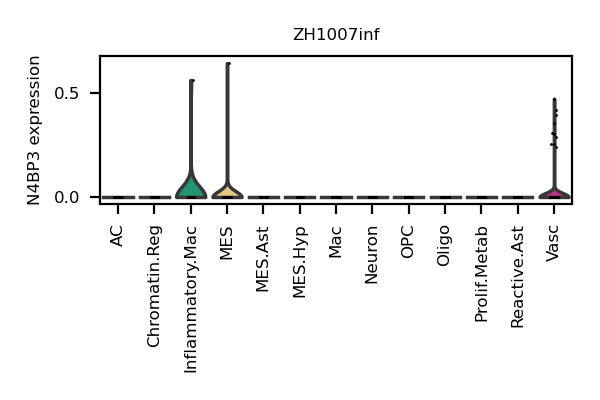 ZH1007inf
N4BP3 expression
0.5
0.0
AC
Chromatin.Reg
Inflammatory.Mac
MES
MES.Ast
MES.Hyp
Mac
Neuron
OPC
Oligo
Prolif.Metab
Reactive.Ast
Vasc